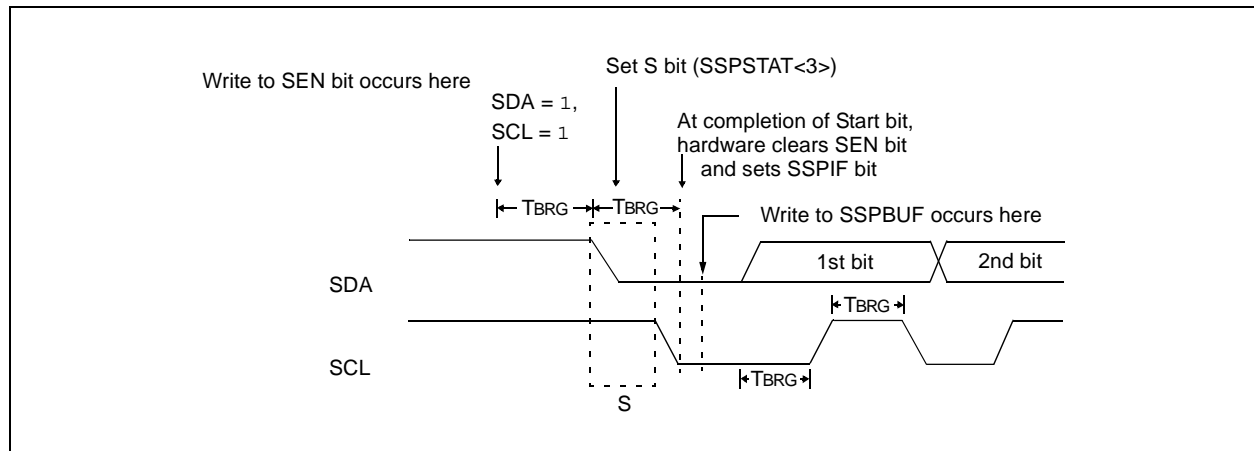 Write to SEN bit occurs here
Set S bit (SSPSTAT<3>)
SDA = 1,
SCL = 1
At completion of Start bit,
hardware clears SEN bit
and sets SSPIF bit
TBRG
TBRG
Write to SSPBUF occurs here
SDA
1st bit
2nd bit
TBRG
SCL
TBRG
S